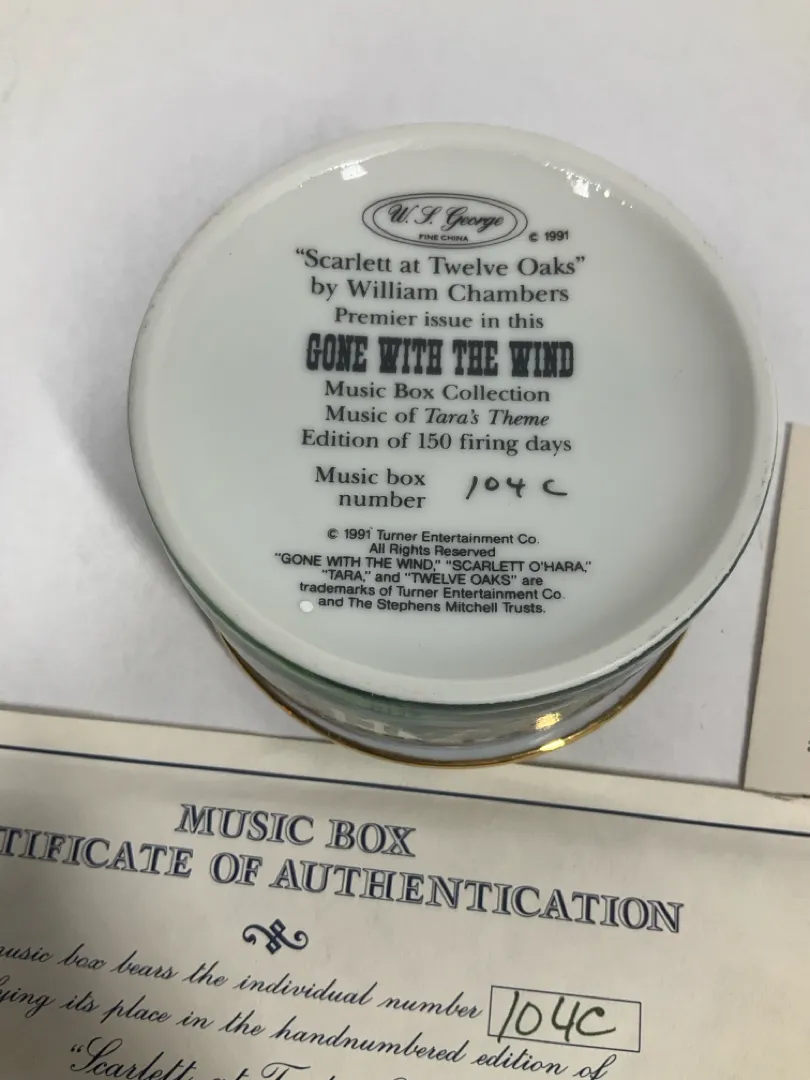 W. S. George
FINE CHINA
© 1991
"Scarlett at Twelve Oaks"
by William Chambers
Premier issue in this
GONE WITH THE WIND
Music Box Collection
Music of Tara's Theme
Edition of 150 firing days
Music box
number 104 C
© 1991 Turner Entertainment Co.
All Rights Reserved
"GONE WITH THE WIND," "SCARLETT O'HARA,"
"TARA," and "TWELVE OAKS" are
trademarks of Turner Entertainment Co.
and The Stephens Mitchell Trusts.
MUSIC BOX
TIFICATE OF AUTHENTICATION
music box bears the individual number 104C
ying its place in the handnumbered edition of
"Scarlett at